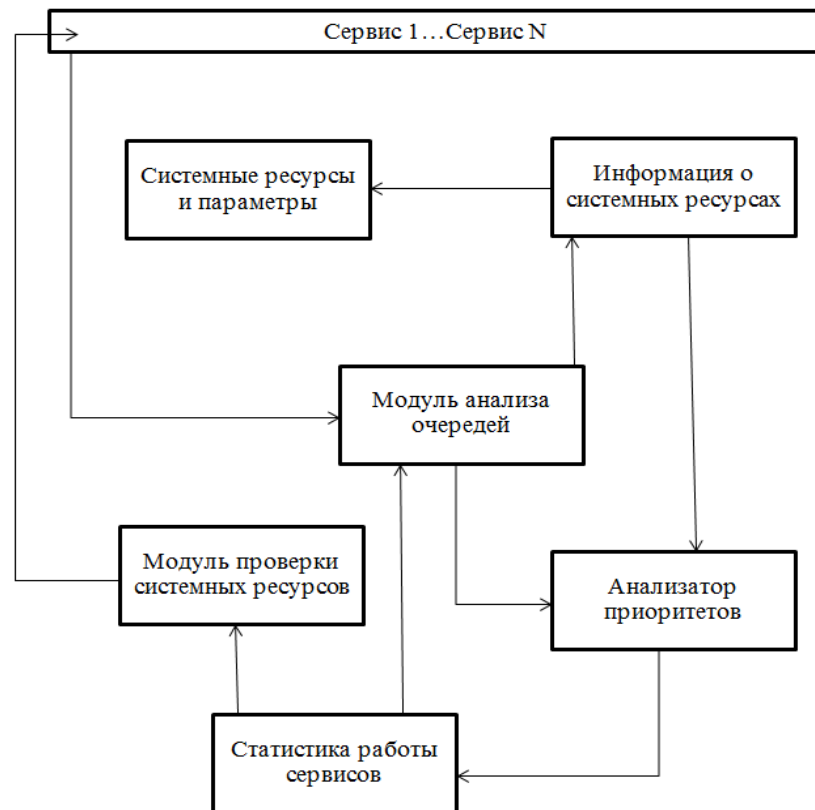 Сервис 1…Сервис N
Системные ресурсы
и параметры
Информация о
системных ресурсах
Модуль анализа
очередей
Модуль проверки
системных ресурсов
Анализатор
приоритетов
Статистика работы
сервисов